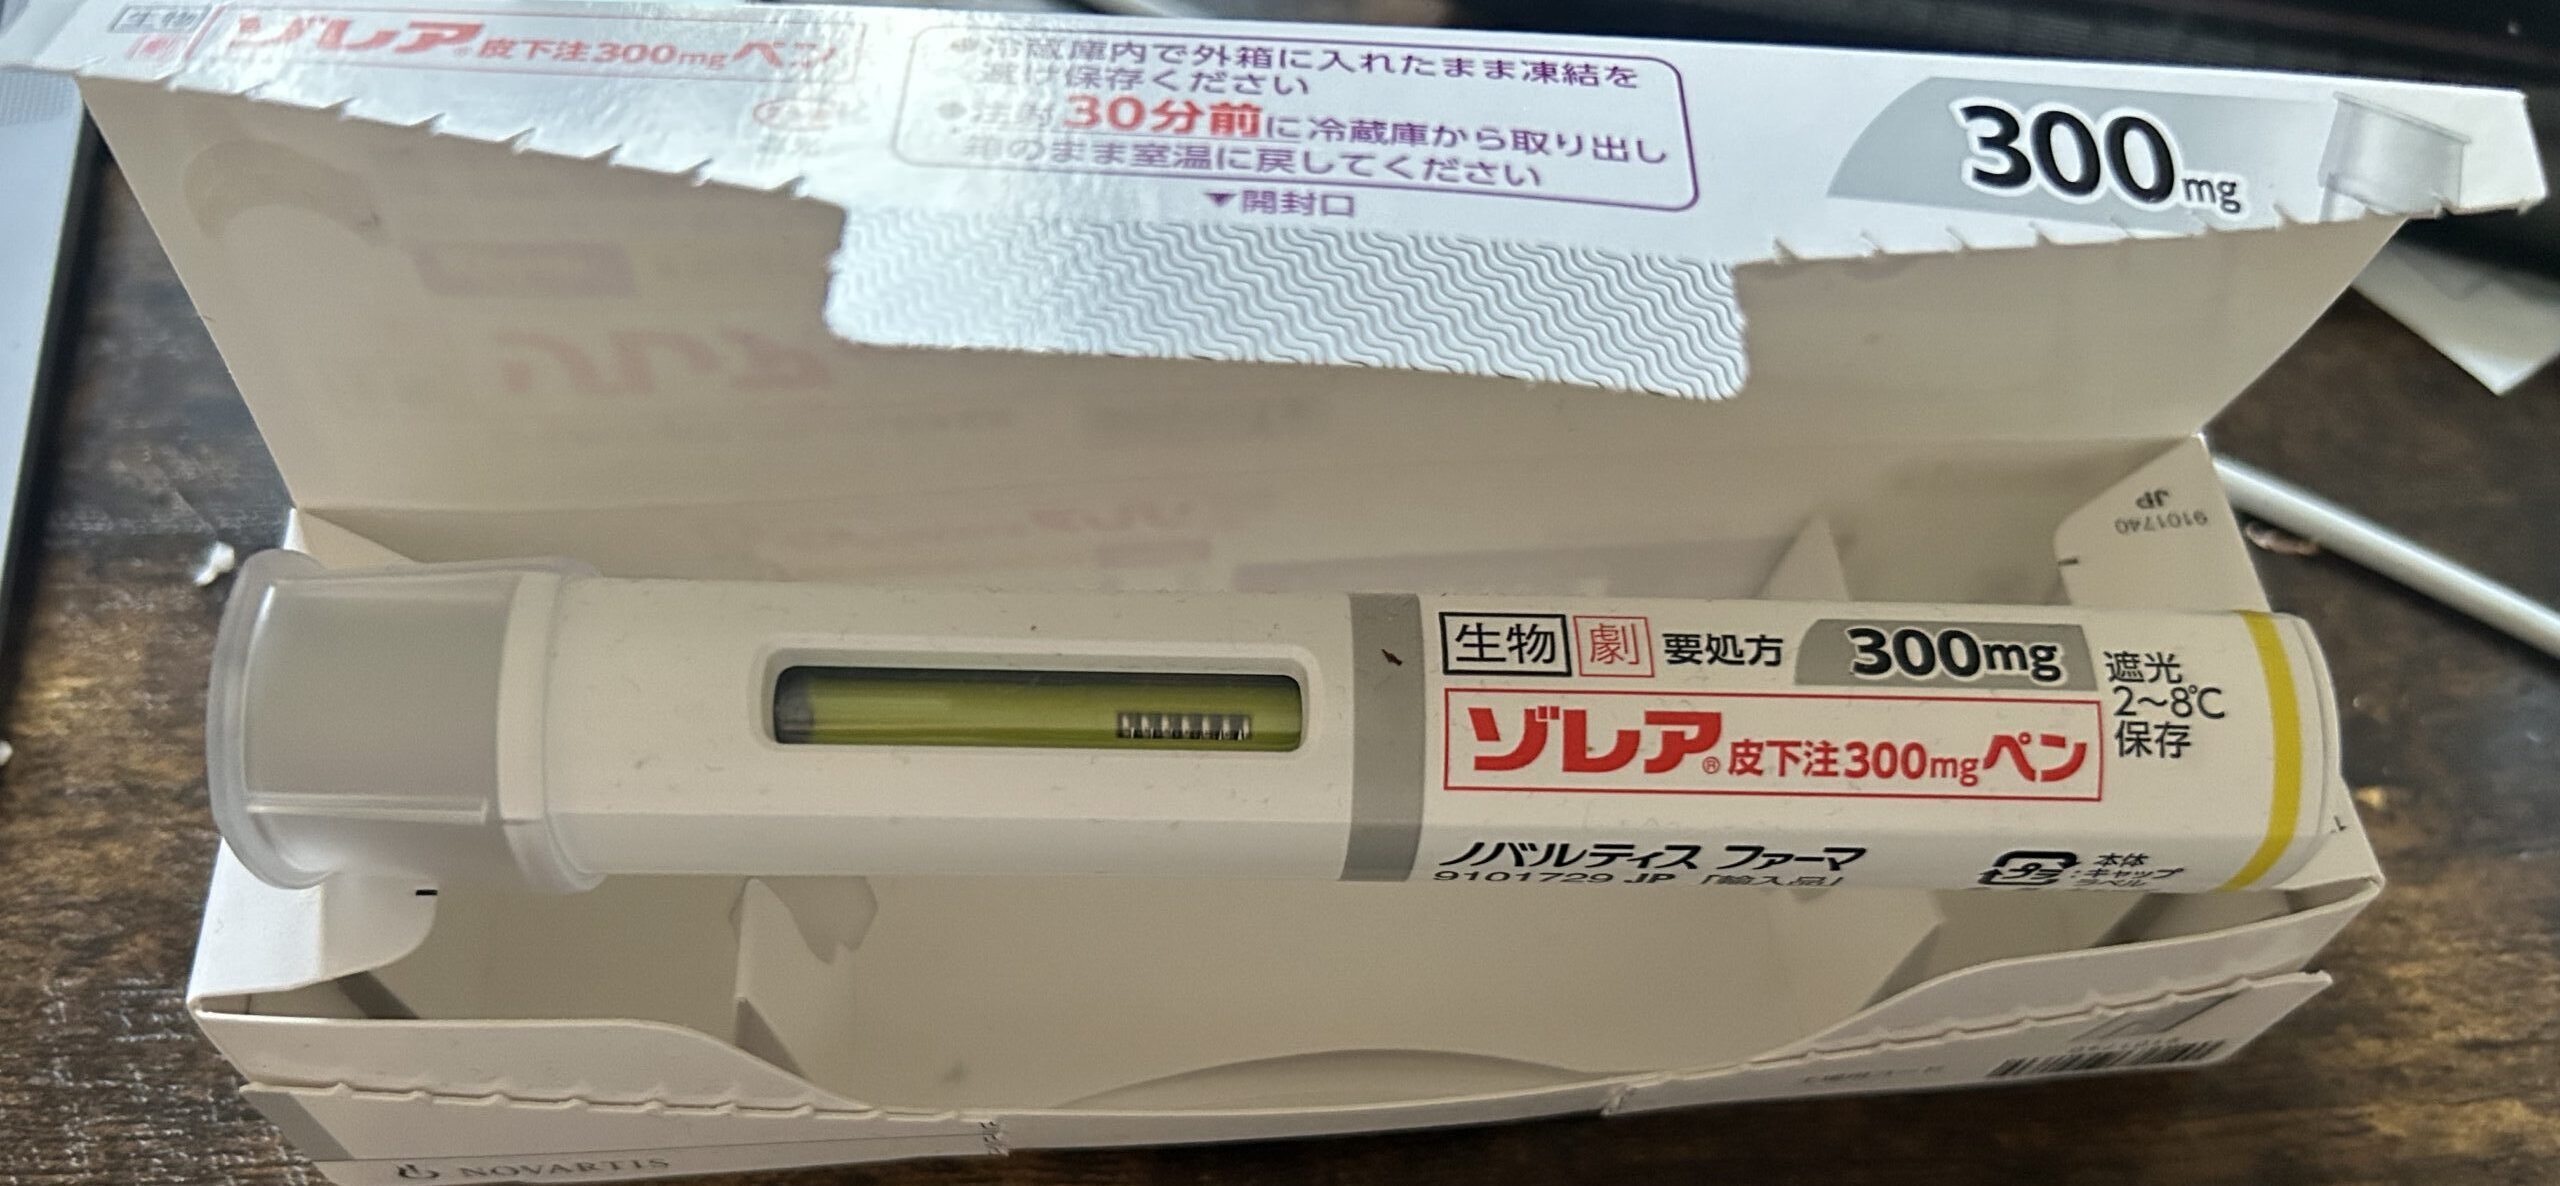 生物
劇
ゾレア®皮下注300mgペン
冷蔵庫内で外箱に入れたまま凍結を
避け保存ください
注射30分前に冷蔵庫から取り出し
箱のまま室温に戻してください
▼開封口
300mg
JP
9101740
生物 劇 要処方 300mg
ゾレア®皮下注300mgペン
遮光
2~8℃
保存
ノバルティス ファーマ
9101729 JP 「輸入品」
プラ:本体
キャップ
ラベル
NOVARTIS